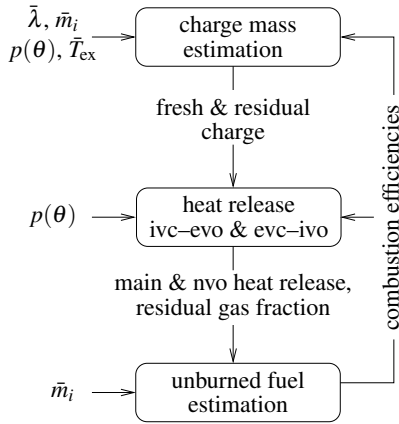 λ̄, m̄ᵢ
p(θ), T̄ₑₓ
charge mass
estimation
fresh & residual
charge
p(θ)
heat release
ivc–evo & evc–ivo
main & nvo heat release,
residual gas fraction
m̄ᵢ
unburned fuel
estimation
combustion efficiencies